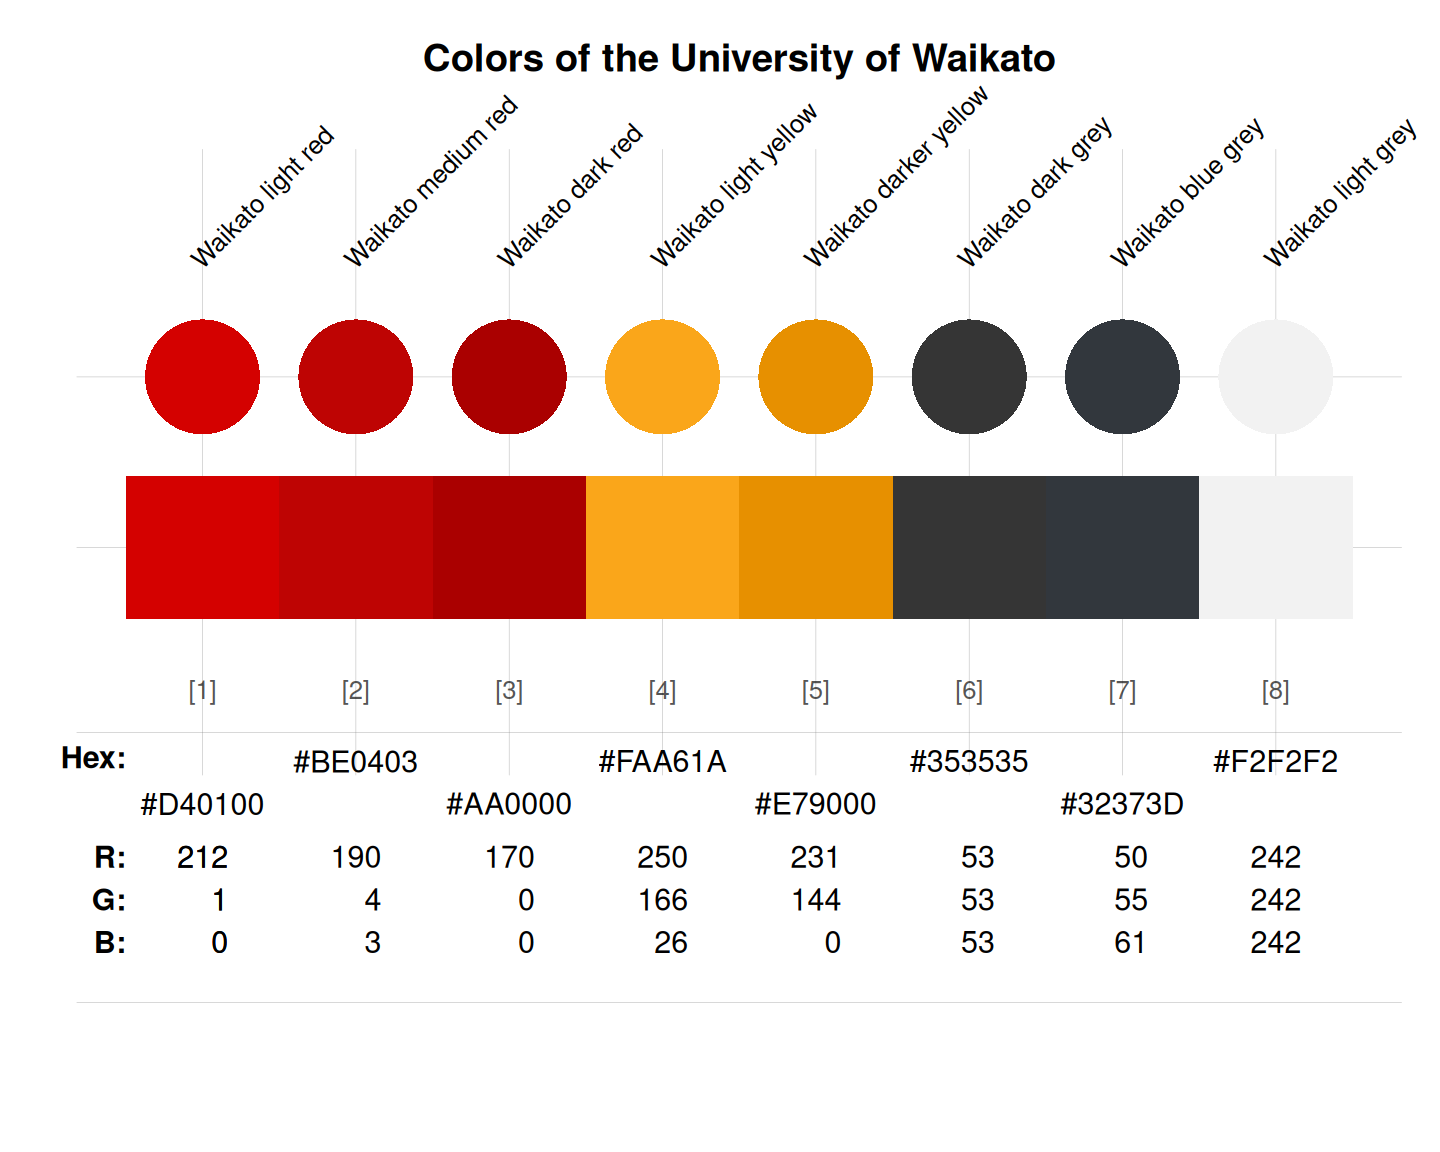 Colors of the University of Waikato
Waikato light red
Waikato medium red
Waikato dark red
Waikato light yellow
Waikato darker yellow
Waikato dark grey
Waikato blue grey
Waikato light grey
[1] [2] [3] [4] [5] [6] [7] [8]
Hex: #BE0403 #FAA61A #353535 #F2F2F2
#D40100 #AA0000 #E79000 #32373D
R: 212 190 170 250 231 53 50 242
G: 1 4 0 166 144 53 55 242
B: 0 3 0 26 0 53 61 242